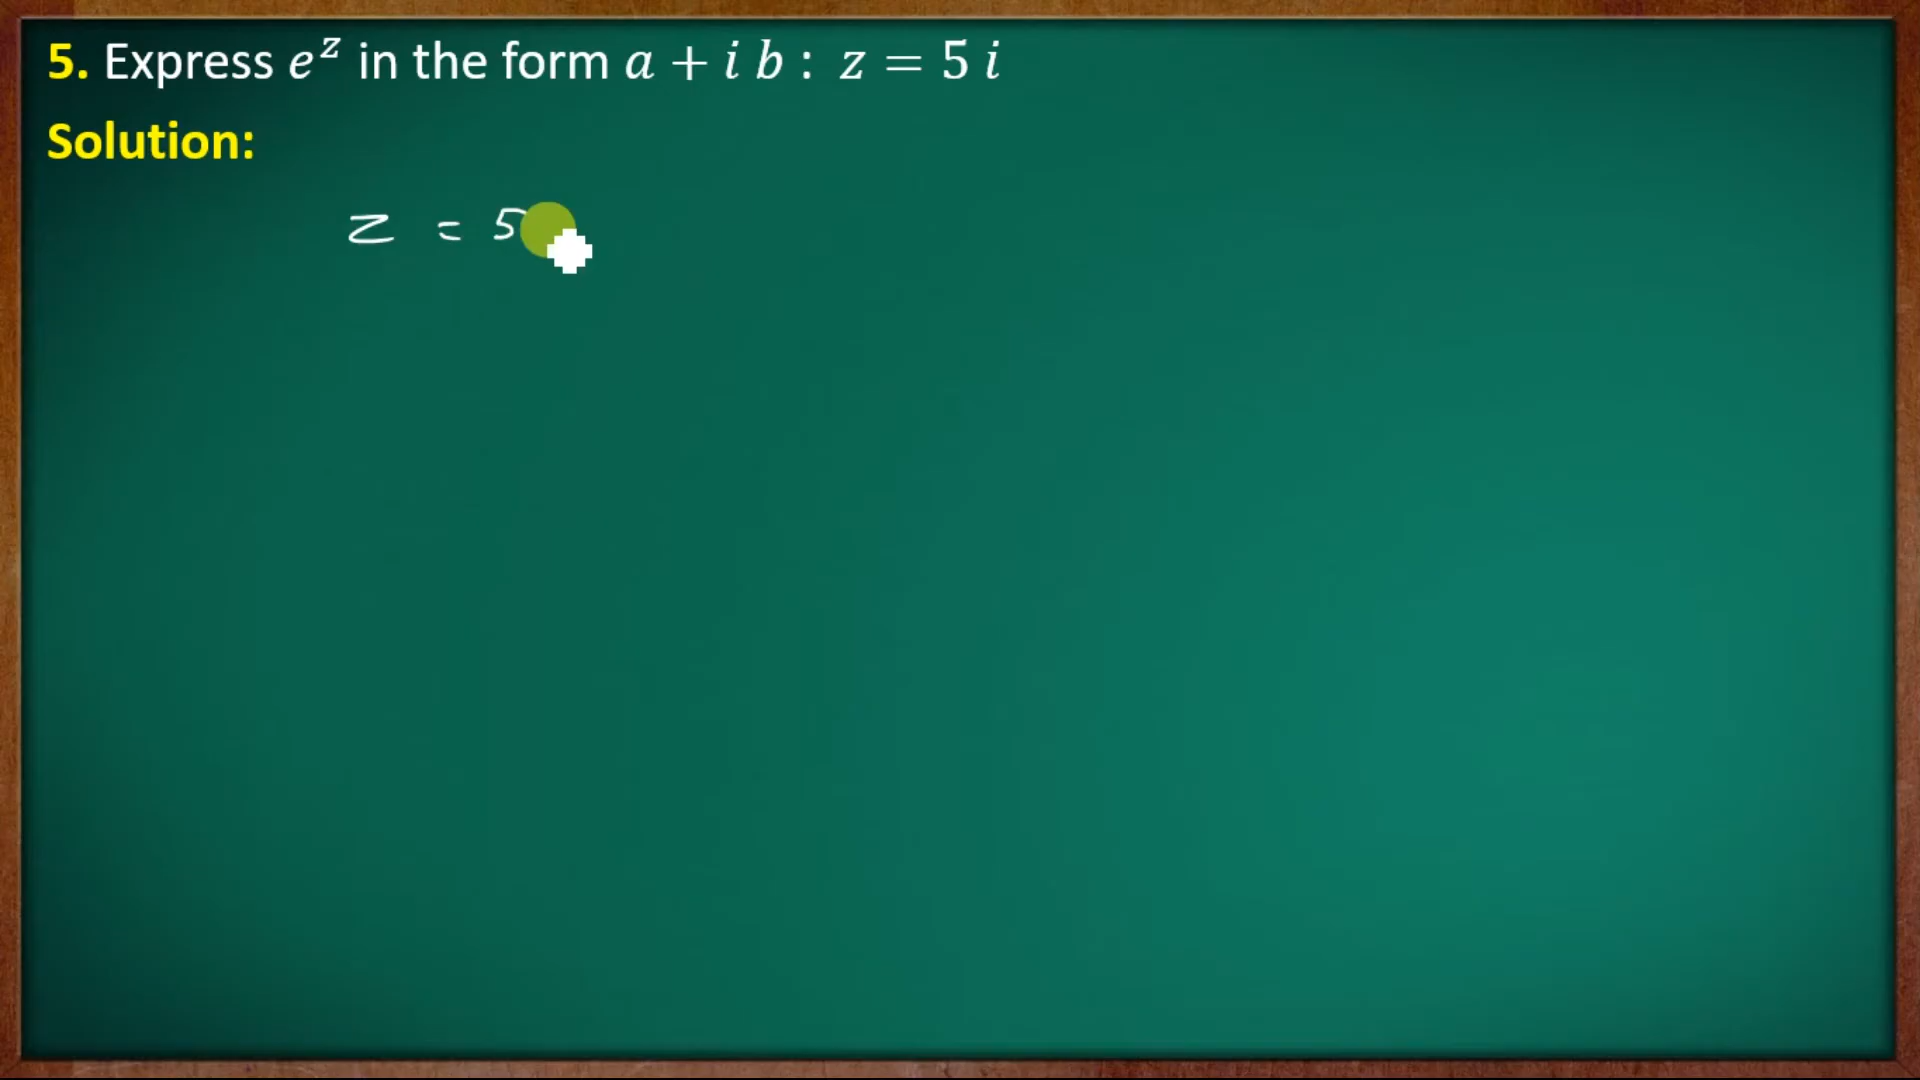 5. Express e^z in the form a + i b : z = 5 i
Solution:
z = 5